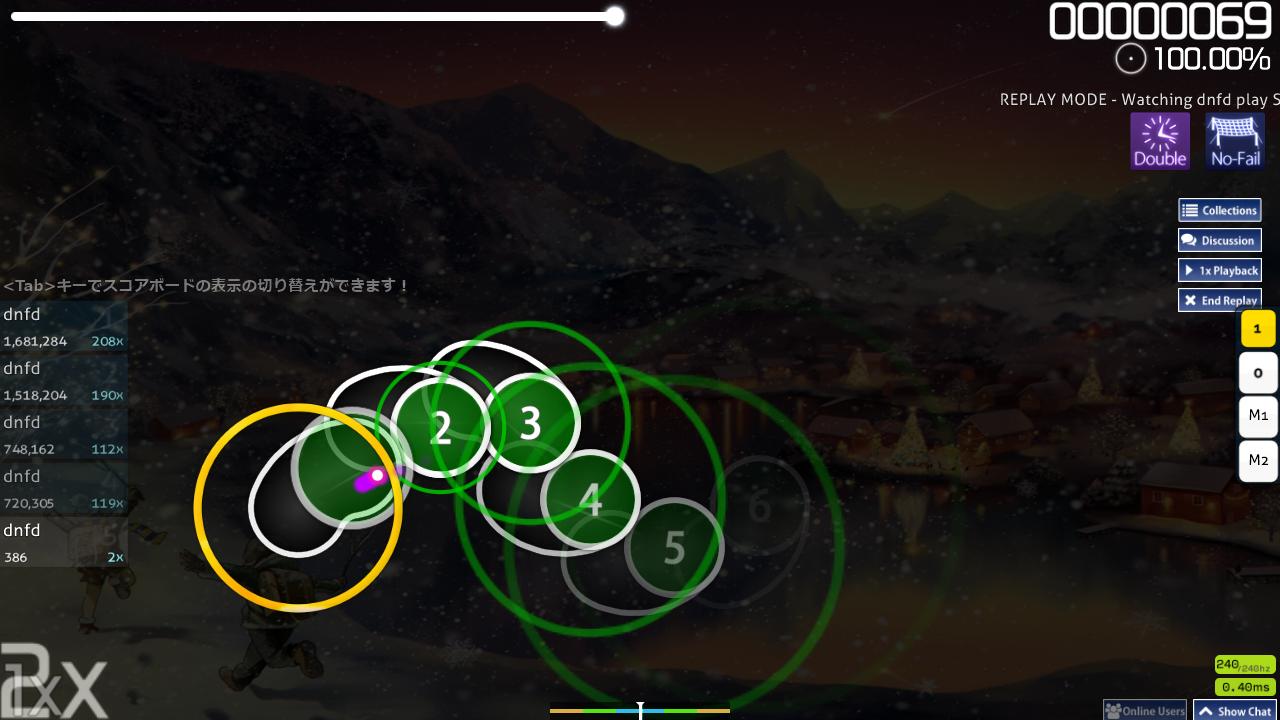 00000069
100.00%
REPLAY MODE - Watching dnfd play S
Double
No-Fail
Collections
Discussion
1x Playback
End Replay
<Tab>キーでスコアボードの表示の切り替えができます！
dnfd
1,681,284 208x
dnfd
1,518,204 190x
dnfd
748,162 112x
dnfd
720,305 119x
dnfd
386 2x
1
0
M1
M2
2
3
4
5
6
2x
240/240hz
0.40ms
Online Users
Show Chat